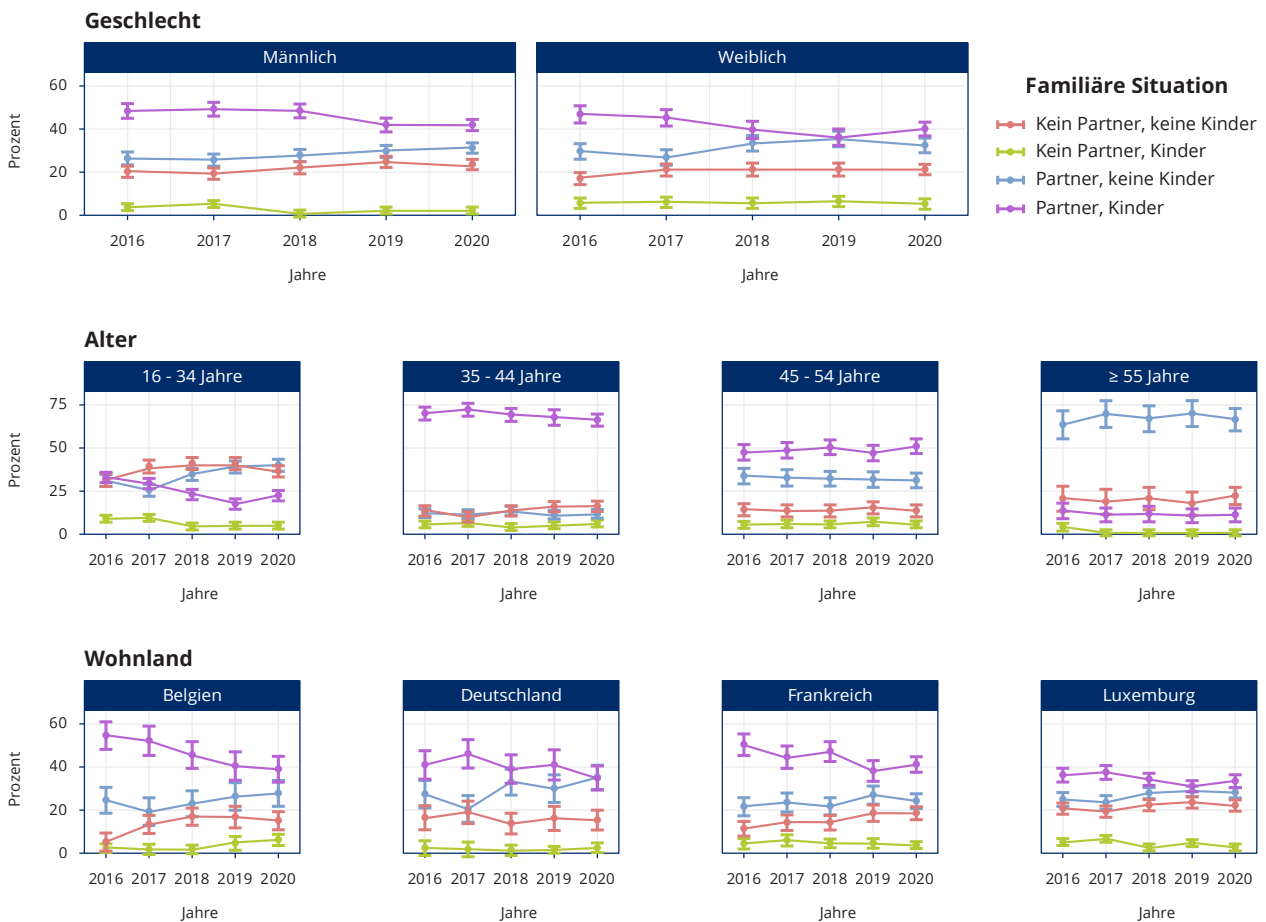 Geschlecht
Männlich
Weiblich
Prozent
60
40
20
0
2016 2017 2018 2019 2020
2016 2017 2018 2019 2020
Jahre
Jahre
Familiäre Situation
Kein Partner, keine Kinder
Kein Partner, Kinder
Partner, keine Kinder
Partner, Kinder
Alter
16 - 34 Jahre
35 - 44 Jahre
45 - 54 Jahre
≥ 55 Jahre
Prozent
75
50
25
0
2016 2017 2018 2019 2020
2016 2017 2018 2019 2020
2016 2017 2018 2019 2020
2016 2017 2018 2019 2020
Jahre
Jahre
Jahre
Jahre
Wohnland
Belgien
Deutschland
Frankreich
Luxemburg
Prozent
60
40
20
0
2016 2017 2018 2019 2020
2016 2017 2018 2019 2020
2016 2017 2018 2019 2020
2016 2017 2018 2019 2020
Jahre
Jahre
Jahre
Jahre